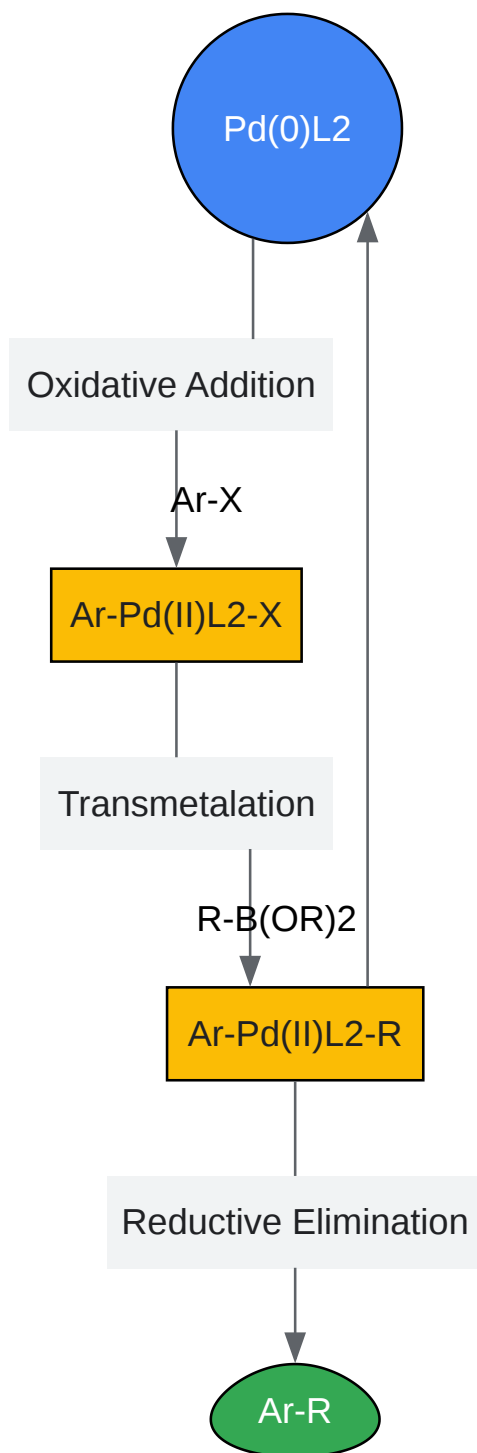 Pd(0)L2
Oxidative Addition
Ar-X
Ar-Pd(II)L2-X
Transmetalation
R-B(OR)2
Ar-Pd(II)L2-R
Reductive Elimination
Ar-R